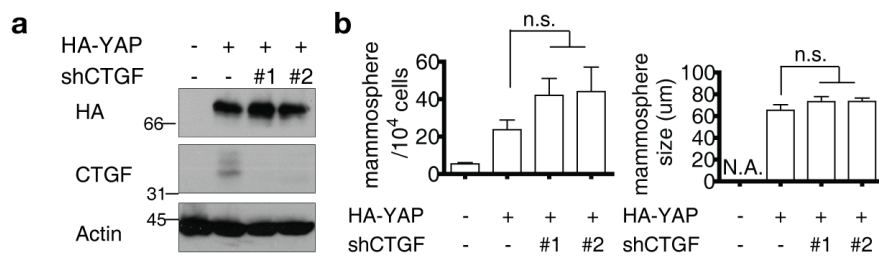 a
HA-YAP - + + +
shCTGF - - #1 #2
HA
66
CTGF
31
45
Actin
b
n.s.
mammosphere
/10⁴ cells
60
40
20
0
HA-YAP - + + +
shCTGF - - #1 #2
n.s.
mammosphere
size (um)
100
80
60
40
20
0
N.A.
HA-YAP - + + +
shCTGF - - #1 #2